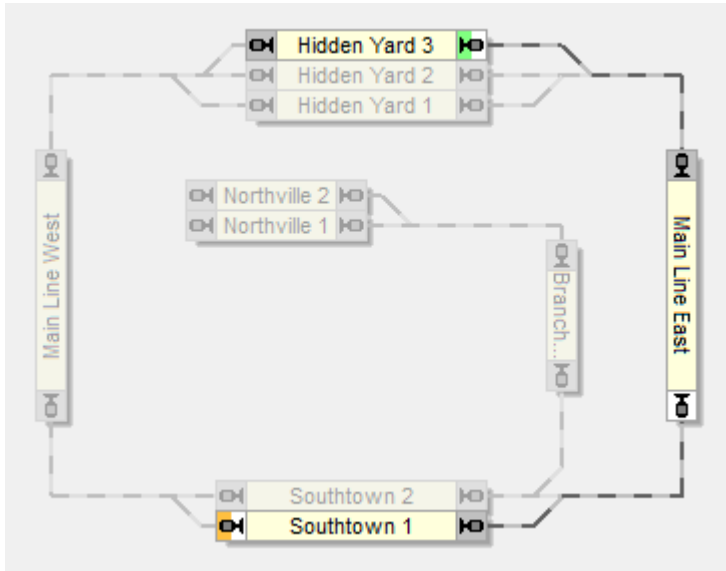 Hidden Yard 3
Hidden Yard 2
Hidden Yard 1
Northville 2
Northville 1
Main Line West
Branch...
Main Line East
Southtown 2
Southtown 1